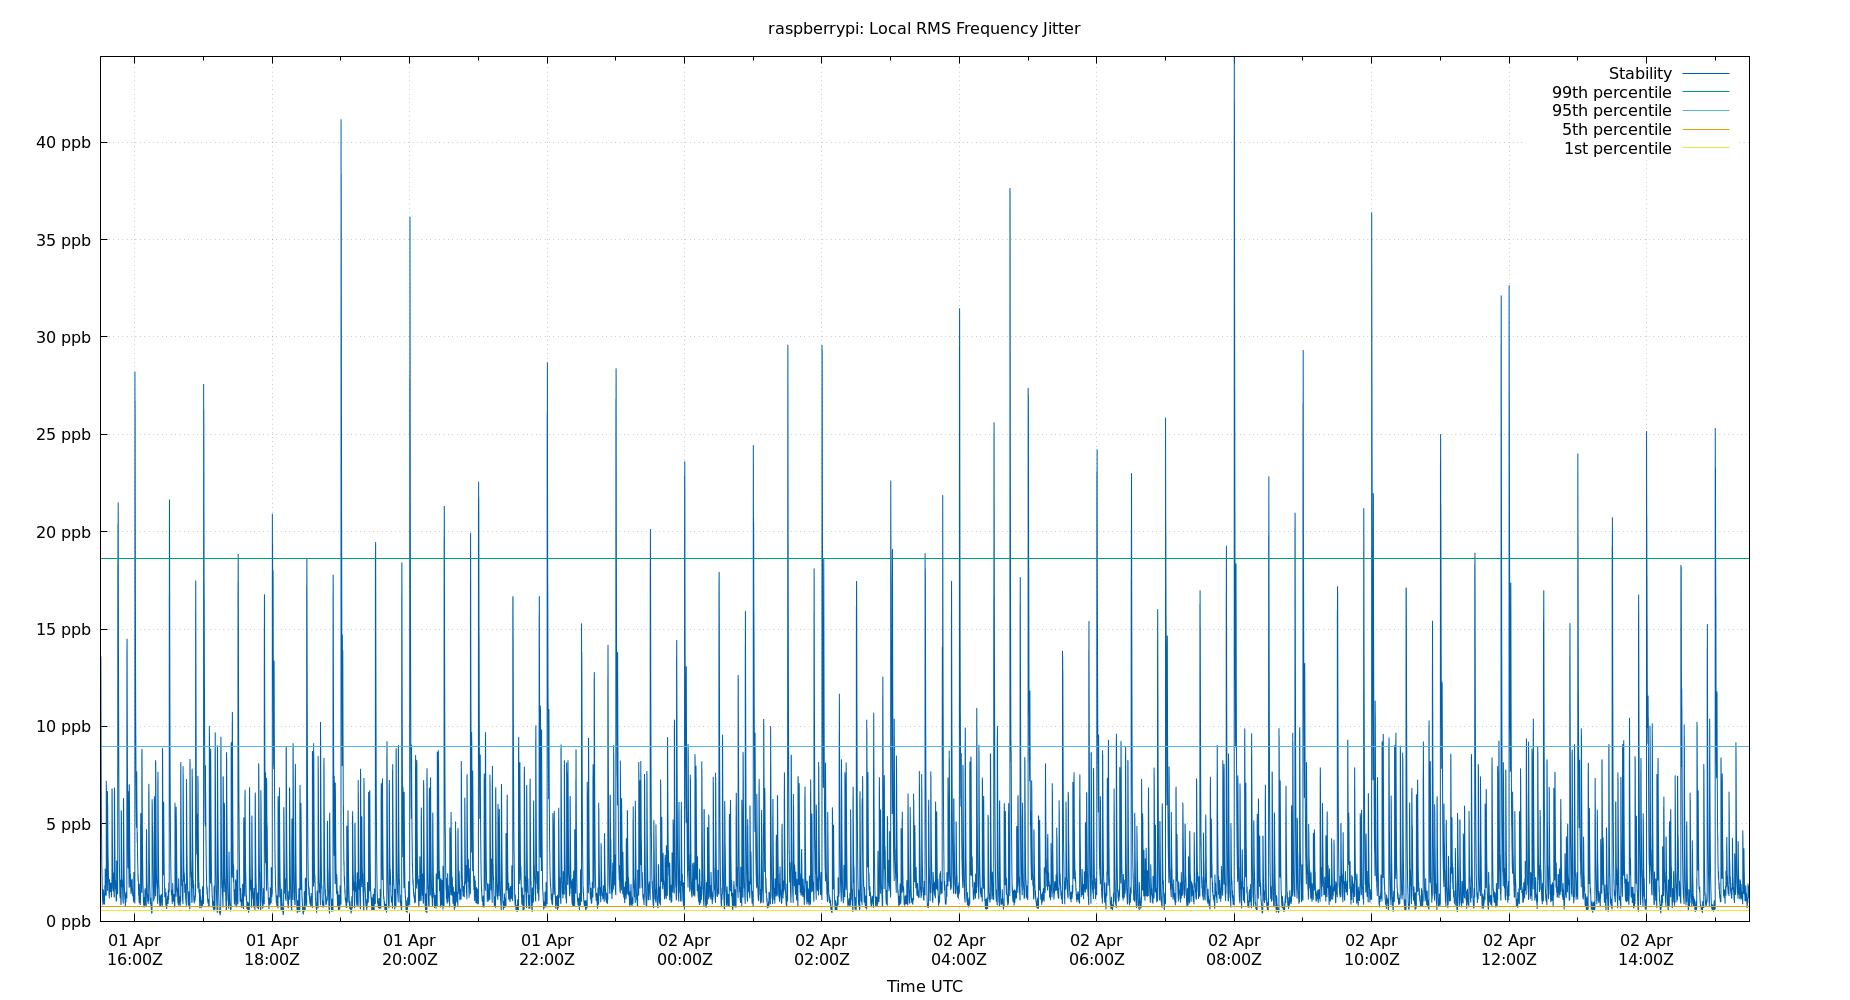 raspberrypi: Local RMS Frequency Jitter
Stability
99th percentile
95th percentile
5th percentile
1st percentile
40 ppb
35 ppb
30 ppb
25 ppb
20 ppb
15 ppb
10 ppb
5 ppb
0 ppb
01 Apr 01 Apr 01 Apr 01 Apr 02 Apr 02 Apr 02 Apr 02 Apr 02 Apr 02 Apr 02 Apr 02 Apr
16:00Z 18:00Z 20:00Z 22:00Z 00:00Z 02:00Z 04:00Z 06:00Z 08:00Z 10:00Z 12:00Z 14:00Z
Time UTC